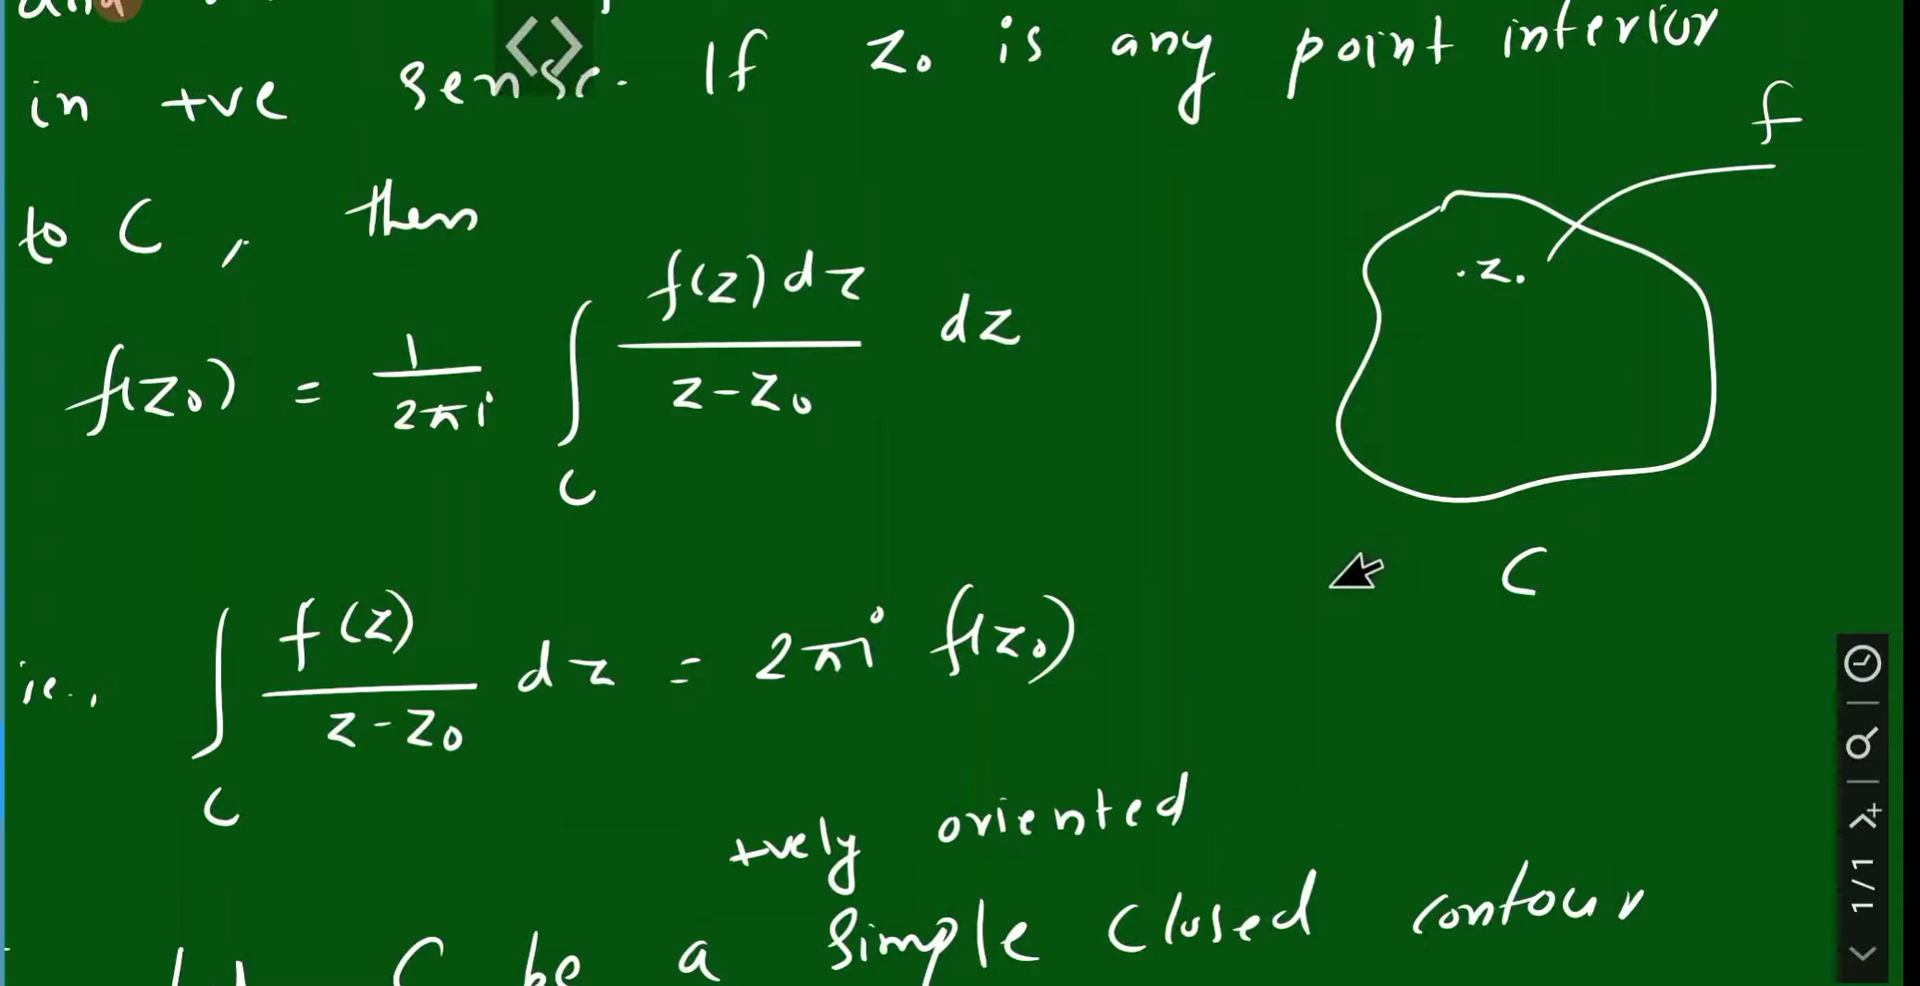 in +ve sense. If z₀ is any point interior
f
to C, then
.z₀
f(z₀) = 1/2πi ∫_C f(z)dz/z-z₀ dz
C
ie., ∫_C f(z)/z-z₀ dz = 2πi f(z₀)
+vely oriented
C be a simple closed contour
1/1